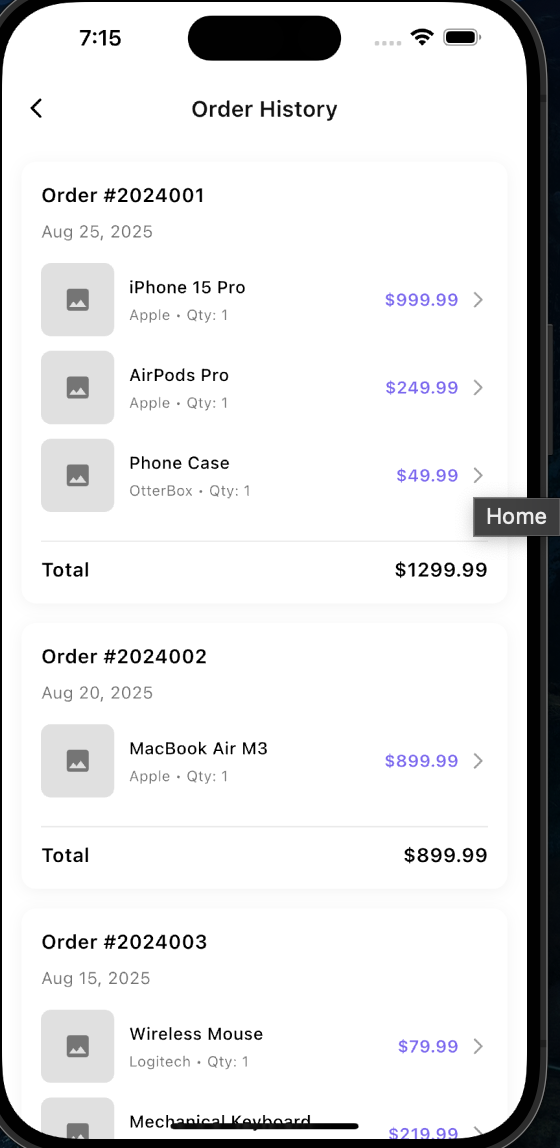 7:15
Order History
Order #2024001
Aug 25, 2025
iPhone 15 Pro
$999.99
Apple • Qty: 1
AirPods Pro
$249.99
Apple • Qty: 1
Phone Case
$49.99
OtterBox • Qty: 1
Home
Total
$1299.99
Order #2024002
Aug 20, 2025
MacBook Air M3
$899.99
Apple • Qty: 1
Total
$899.99
Order #2024003
Aug 15, 2025
Wireless Mouse
$79.99
Logitech • Qty: 1
Mechanical Keyboard
$219.99